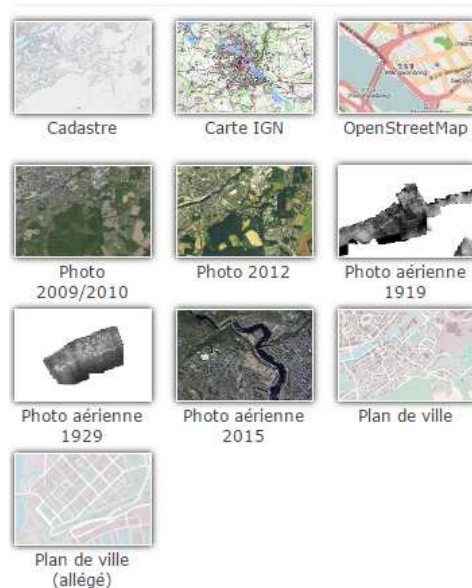 Cadastre
Carte IGN
OpenStreetMap
Photo
2009/2010
Photo 2012
Photo aérienne
1919
Photo aérienne
1929
Photo aérienne
2015
Plan de ville
Plan de ville
(allégé)